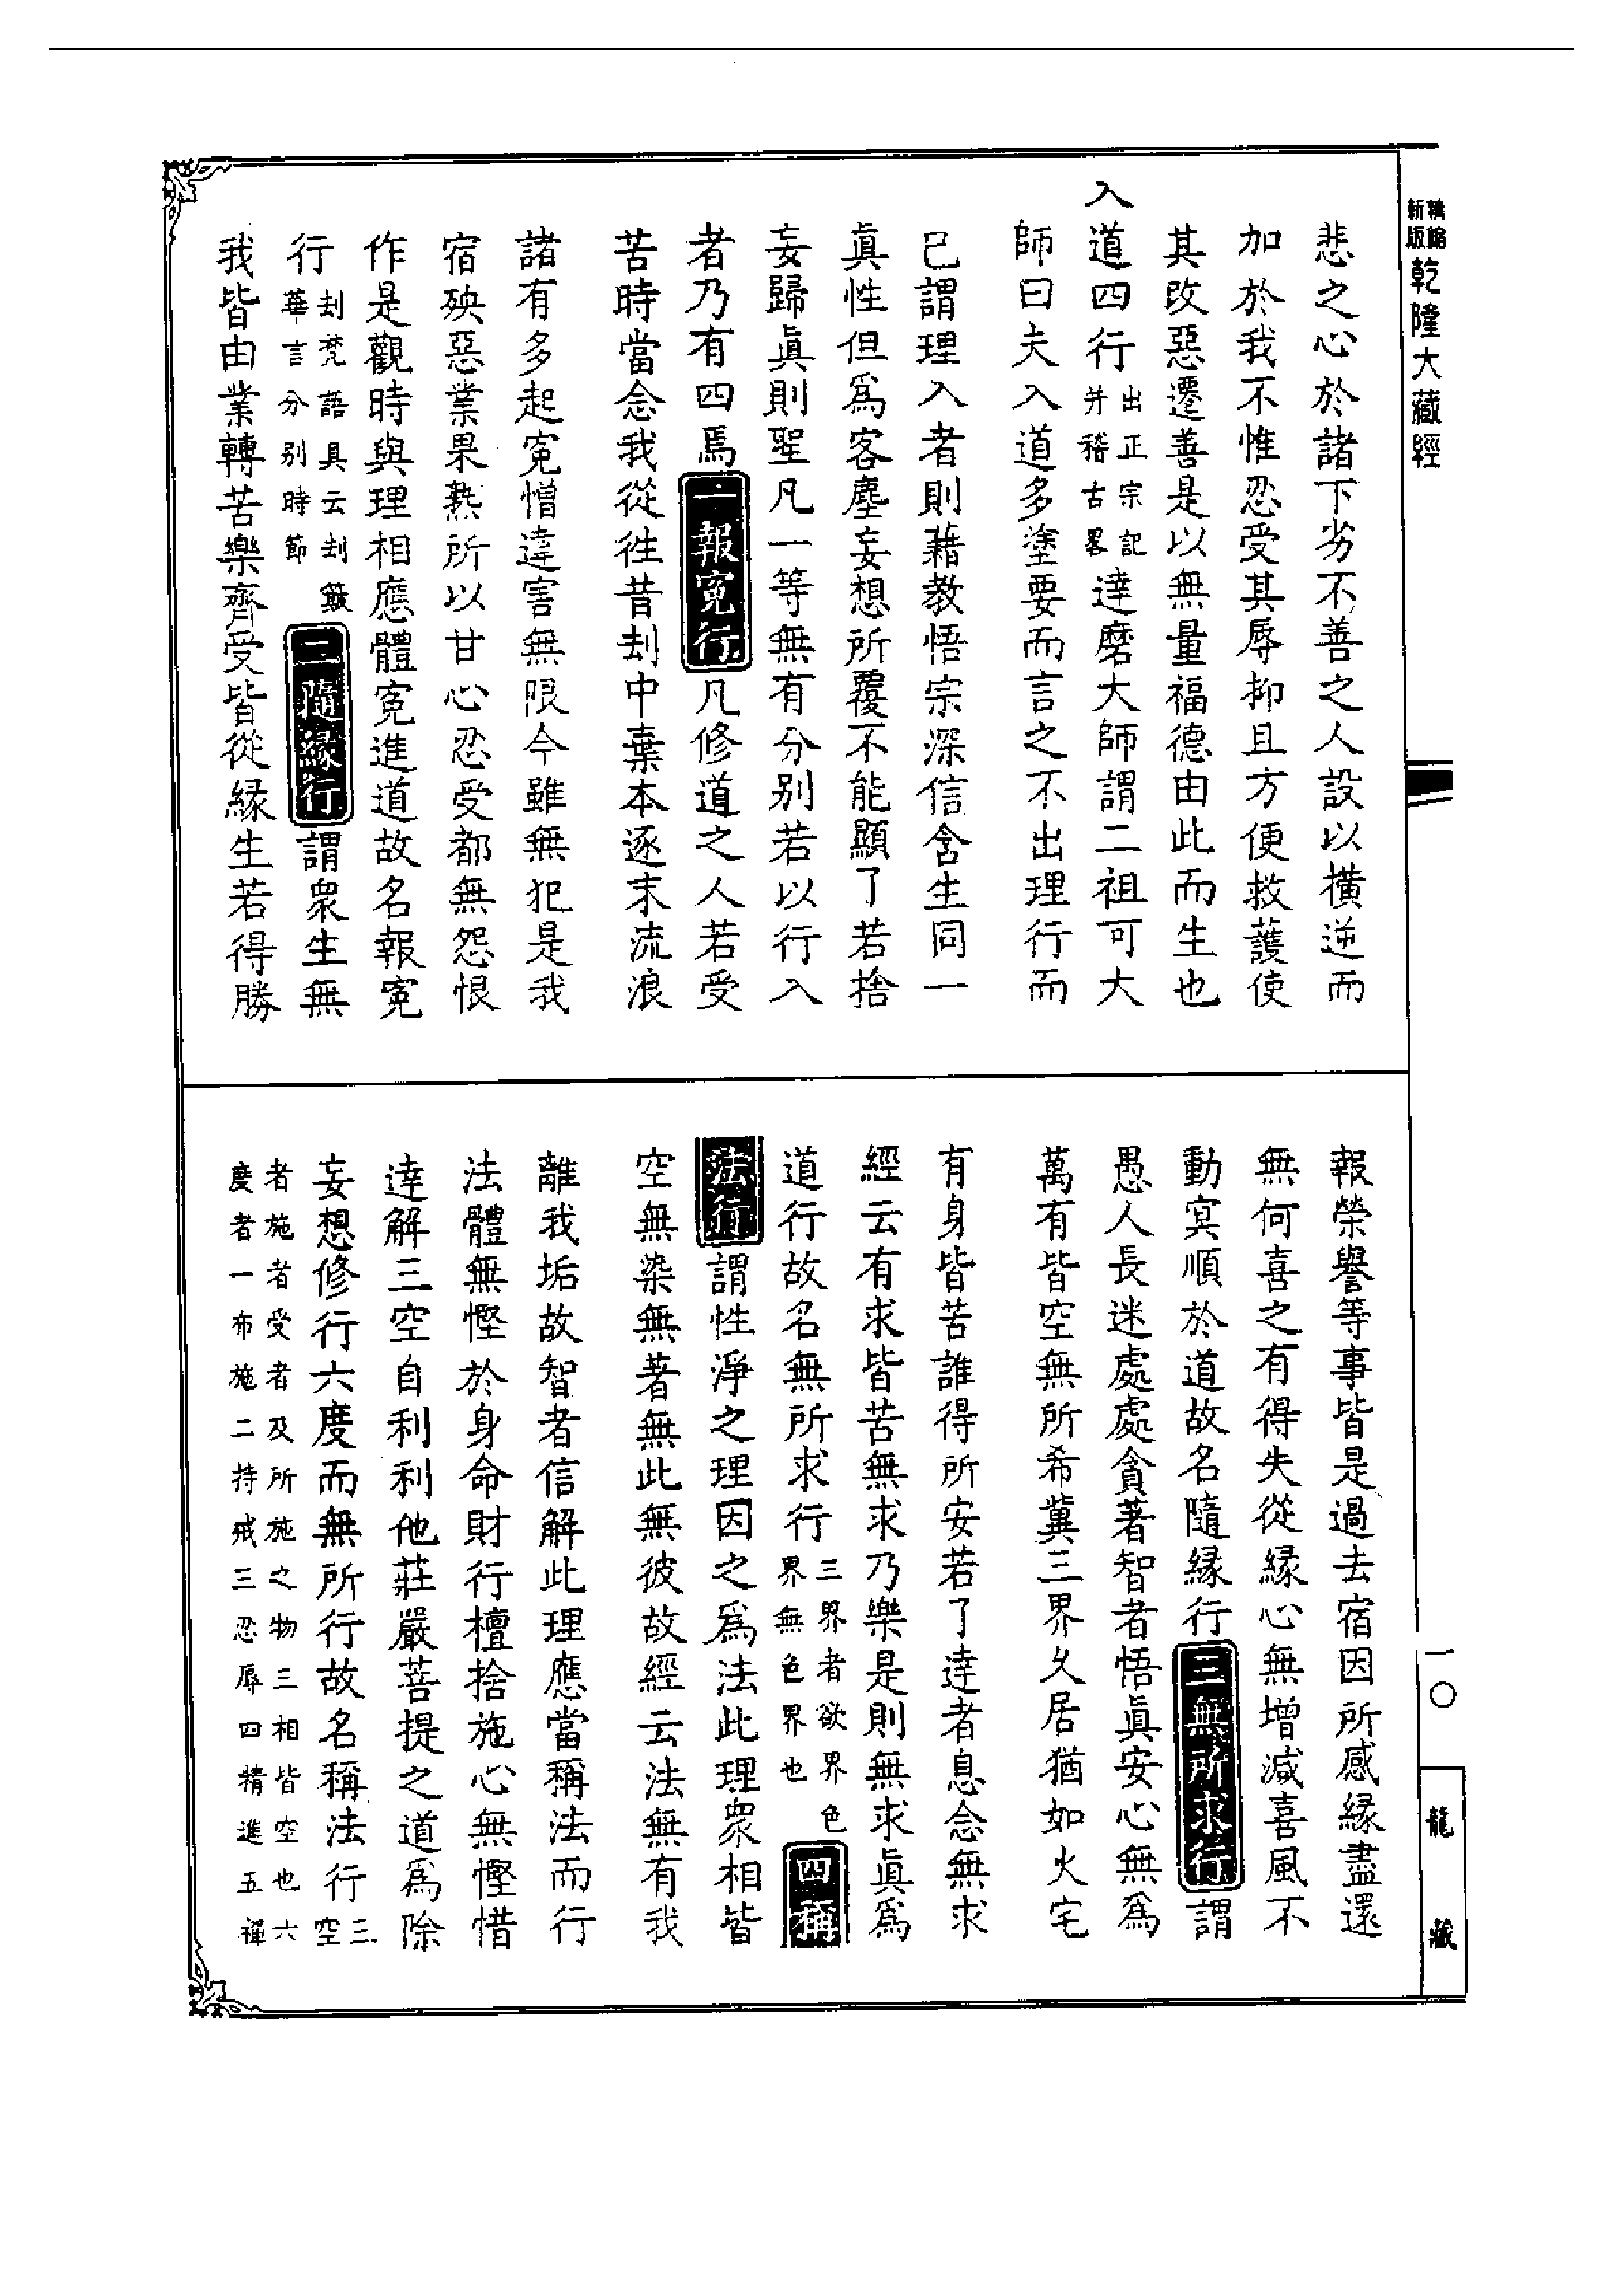 新版
精縮
乾隆大藏經
悲之心於諸下劣不善之人設以橫逆而
加於我不惟忍受其辱抑且方便救護使
其改惡遷善是以無量福德由此而生也
入道四行出正宗記并稽古畧達磨大師謂二祖可大
師曰夫入道多塗要而言之不出理行而
已謂理入者則藉教悟宗深信含生同一
眞性但爲客塵妄想所覆不能顯了若捨
妄歸眞則聖凡一等無有分别若以行入
者乃有四焉一報寃行凡修道之人若受
苦時當念我從徃昔刦中棄本逐末流浪
諸有多起寃憎違害無限今雖無犯是我
宿殃惡業果熟所以甘心忍受都無怨恨
作是觀時與理相應體寃進道故名報寃
行刦梵語具云刦簸華言分别時節二隨緣行謂衆生無
我皆由業轉苦樂齊受皆從緣生若得勝
報榮譽等事皆是過去宿因所感緣盡還
無何喜之有得失從緣心無增減喜風不
動冥順於道故名隨緣行三無所求行謂
愚人長迷處處貪著智者悟眞安心無爲
萬有皆空無所希冀三界久居猶如火宅
有身皆苦誰得所安若了達者息念無求
經云有求皆苦無求乃樂是則無求眞爲
道行故名無所求行三界者欲界色界無色界也四稱
法行謂性淨之理因之爲法此理衆相皆
空無染無著無此無彼故經云法無有我
離我垢故智者信解此理應當稱法而行
法體無慳於身命財行檀捨施心無慳惜
達解三空自利利他莊嚴菩提之道爲除
妄想修行六度而無所行故名稱法行三空
者施者受者及所施之物三相皆空也六
度者一布施二持戒三忍辱四精進五禪
一〇
龍藏